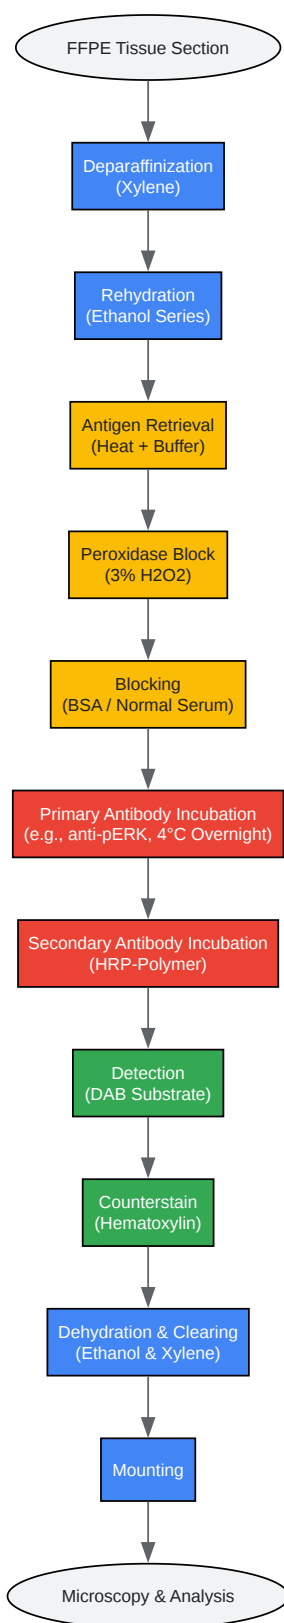 FFPE Tissue Section
Deparaffinization
(Xylene)
Rehydration
(Ethanol Series)
Antigen Retrieval
(Heat + Buffer)
Peroxidase Block
(3% H2O2)
Blocking
(BSA / Normal Serum)
Primary Antibody Incubation
(e.g., anti-pERK, 4°C Overnight)
Secondary Antibody Incubation
(HRP-Polymer)
Detection
(DAB Substrate)
Counterstain
(Hematoxylin)
Dehydration & Clearing
(Ethanol & Xylene)
Mounting
Microscopy & Analysis